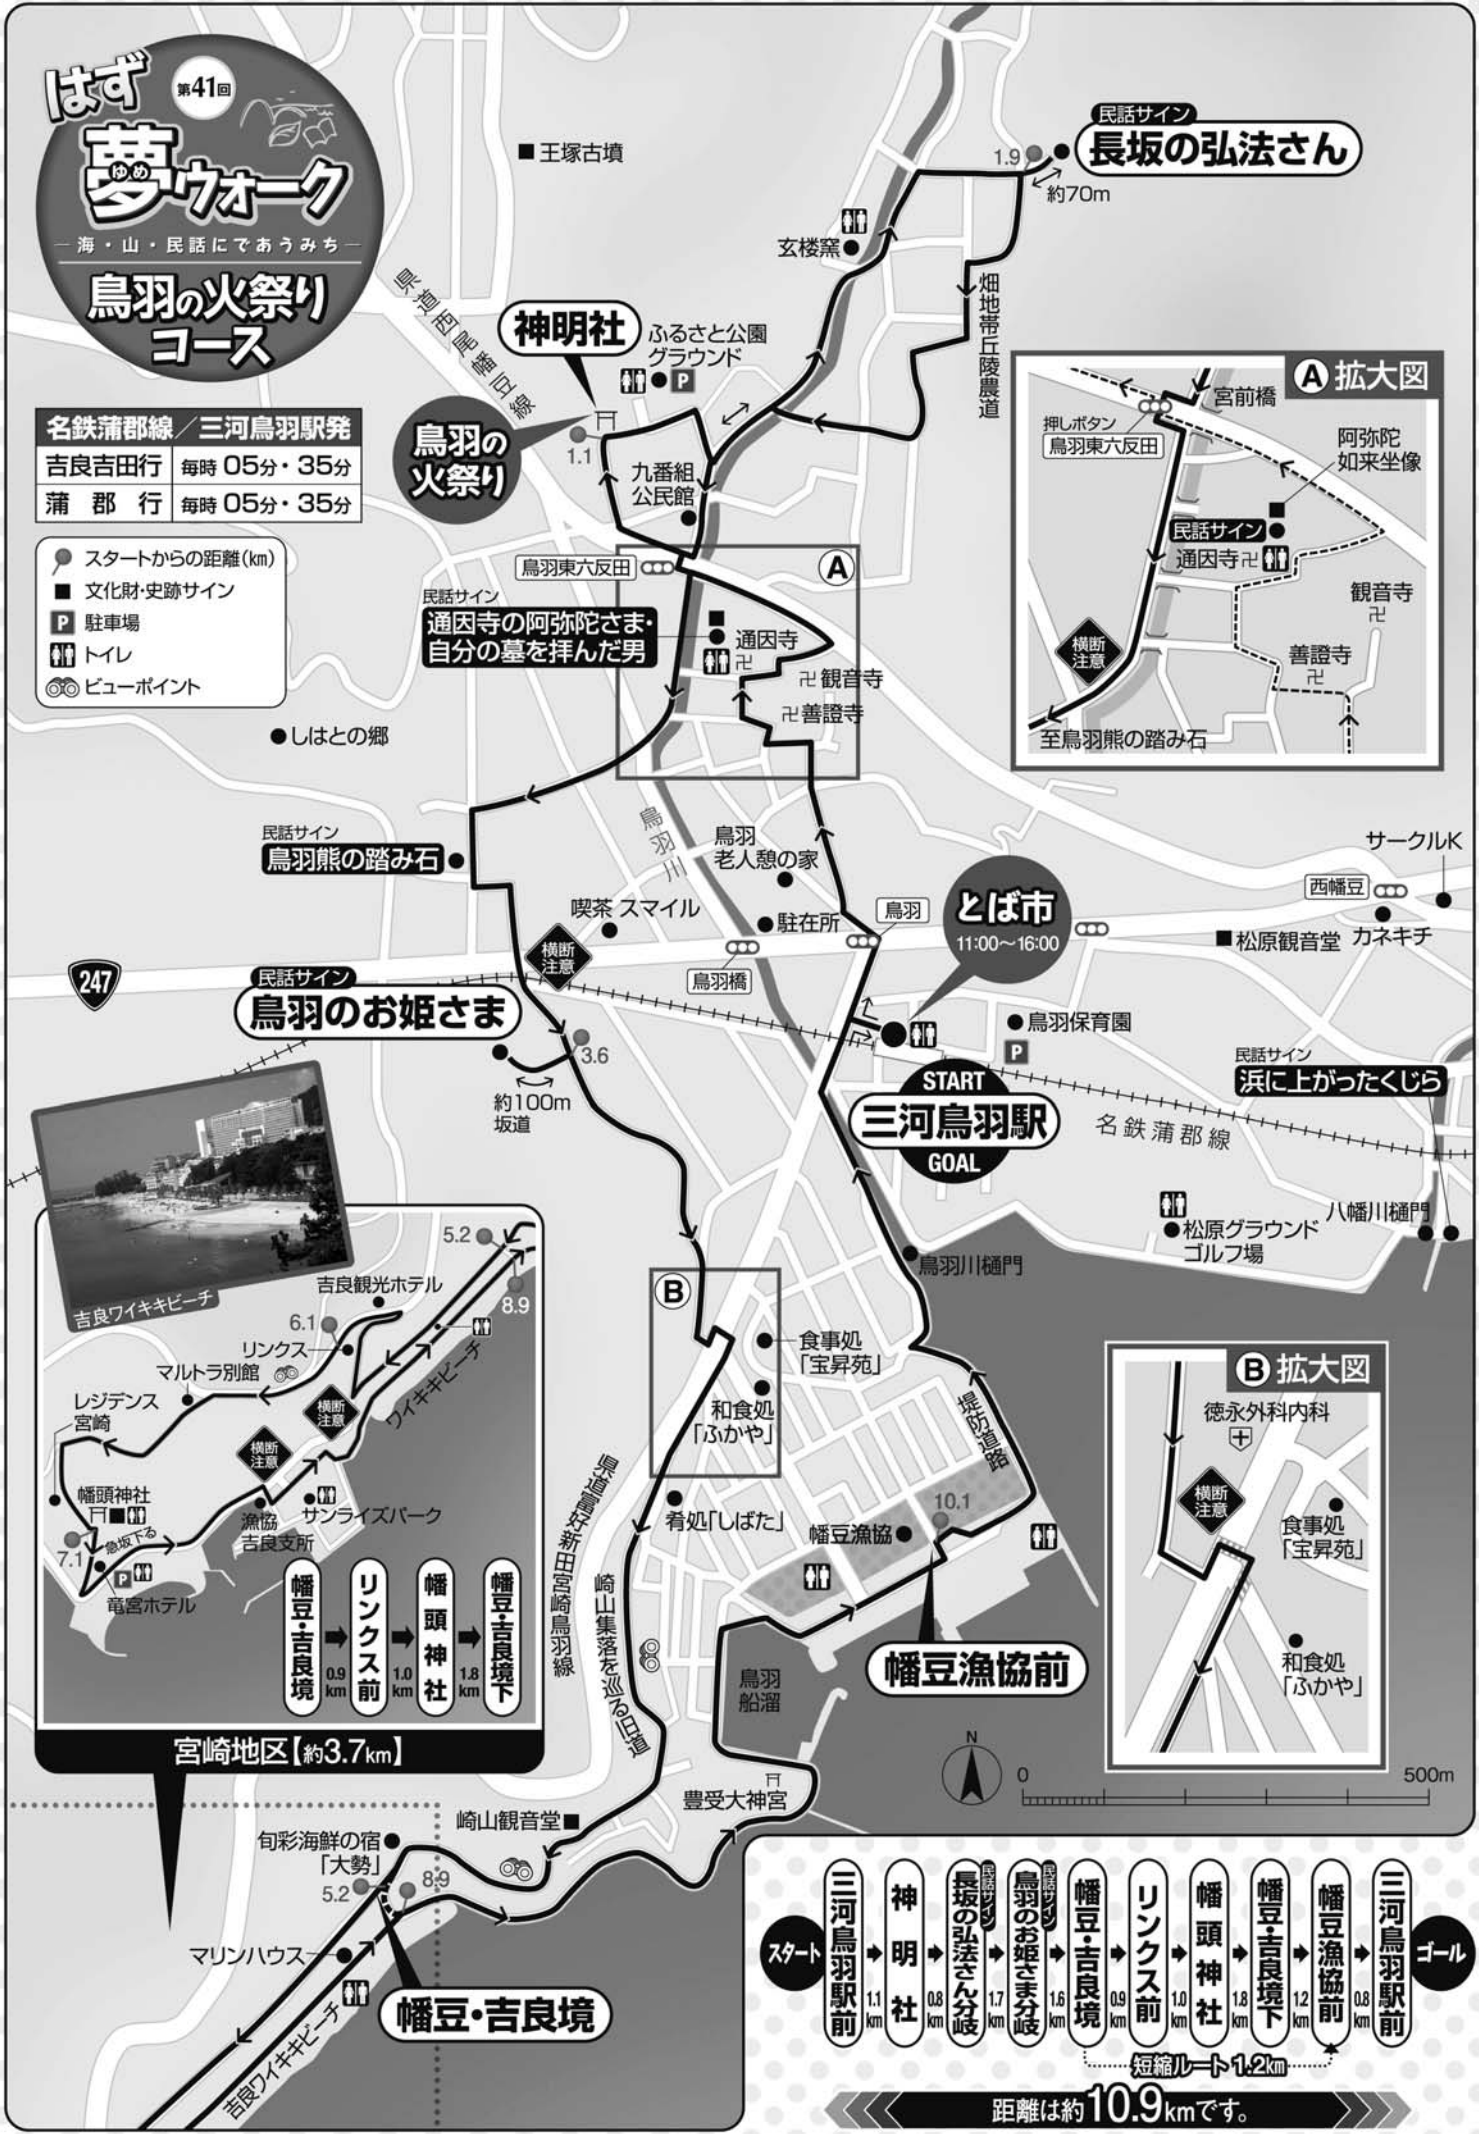 はず
第41回
夢ウォーク
ゆめ
―海・山・民話にであうみち―
鳥羽の火祭り
コース
名鉄蒲郡線／三河鳥羽駅発
吉良吉田行 毎時 05分・35分
蒲郡行 毎時 05分・35分
スタートからの距離(km)
文化財・史跡サイン
P 駐車場
トイレ
ビューポイント
王塚古墳
民話サイン
長坂の弘法さん
1.9
約70m
玄楼窯
畑地帯丘陵農道
県道西尾幡豆線
神明社
ふるさと公園
グラウンド
P
鳥羽の
火祭り
1.1
九番組
公民館
鳥羽東六反田
A
民話サイン
通因寺の阿弥陀さま・
自分の墓を拝んだ男
通因寺
卍
卍観音寺
卍善證寺
A 拡大図
宮前橋
押しボタン
鳥羽東六反田
阿弥陀
如来坐像
民話サイン
通因寺卍
観音寺
卍
善證寺
卍
横断
注意
至鳥羽熊の踏み石
しはとの郷
民話サイン
鳥羽熊の踏み石
鳥羽川
鳥羽
老人憩の家
喫茶 スマイル
駐在所
鳥羽
横断
注意
鳥羽橋
とば市
11:00～16:00
サークルK
西幡豆
松原観音堂
カネキチ
247
民話サイン
鳥羽のお姫さま
3.6
約100m
坂道
鳥羽保育園
P
START
三河鳥羽駅
GOAL
名鉄蒲郡線
民話サイン
浜に上がったくじら
松原グラウンド
ゴルフ場
八幡川樋門
鳥羽川樋門
吉良ワイキキビーチ
5.2
8.9
吉良観光ホテル
6.1
リンクス
マルトラ別館
レジデンス
宮崎
横断
注意
横断
注意
ワイキキビーチ
幡頭神社
7.1
急坂下る
P
竜宮ホテル
漁協
吉良支所
サンライズパーク
幡豆・吉良境
0.9km
リンクス前
1.0km
幡頭神社
1.8km
幡豆・吉良境下
宮崎地区【約3.7km】
B
食事処
「宝昇苑」
和食処
「ふかや」
肴処「しばた」
堤防道路
10.1
幡豆漁協
幡豆漁協前
県道富好新田宮崎鳥羽線
崎山集落を巡る旧道
鳥羽
船溜
豊受大神宮
崎山観音堂
B 拡大図
徳永外科内科
横断
注意
食事処
「宝昇苑」
和食処
「ふかや」
N
0
500m
旬彩海鮮の宿
「大勢」
5.2
8.9
マリンハウス
吉良ワイキキビーチ
幡豆・吉良境
スタート
三河鳥羽駅前
1.1km
神明社
0.8km
民話サイン
長坂の弘法さん分岐
1.7km
民話サイン
鳥羽のお姫さま分岐
1.6km
幡豆・吉良境
0.9km
リンクス前
1.0km
幡頭神社
1.8km
幡豆・吉良境下
1.2km
幡豆漁協前
0.8km
三河鳥羽駅前
ゴール
短縮ルート 1.2km
距離は約10.9kmです。